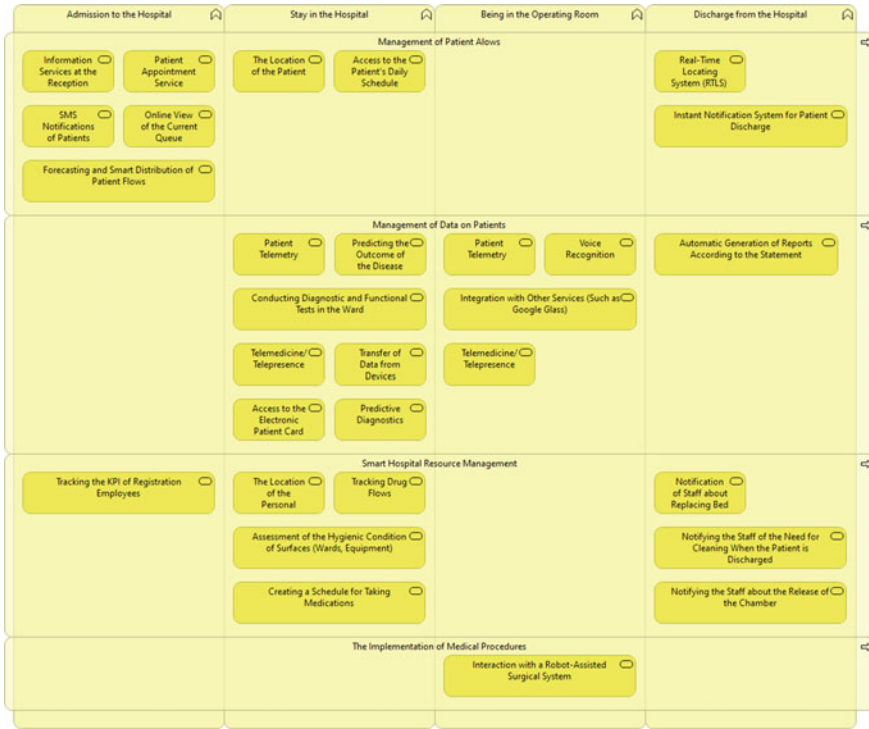 Admission to the Hospital
Stay in the Hospital
Being in the Operating Room
Discharge from the Hospital
Management of Patient Alows
Information
Services at the
Reception
Patient
Appointment
Service
The Location
of the Patient
Access to the
Patient's Daily
Schedule
Real-Time
Locating
System (RTLS)
SMS
Notifications
of Patients
Online View
of the Current
Queue
Instant Notification System for Patient
Discharge
Forecasting and Smart Distribution of
Patient Flows
Management of Data on Patients
Patient
Telemetry
Predicting the
Outcome of
the Disease
Patient
Telemetry
Voice
Recognition
Automatic Generation of Reports
According to the Statement
Conducting Diagnostic and Functional
Tests in the Ward
Integration with Other Services (Such as
Google Glass)
Telemedicine/
Telepresence
Transfer of
Data from
Devices
Telemedicine/
Telepresence
Access to the
Electronic
Patient Card
Predictive
Diagnostics
Smart Hospital Resource Management
Tracking the KPI of Registration
Employees
The Location
of the
Personal
Tracking Drug
Flows
Notification
of Staff about
Replacing Bed
Assessment of the Hygienic Condition
of Surfaces (Wards, Equipment)
Notifying the Staff of the Need for
Cleaning When the Patient is
Discharged
Creating a Schedule for Taking
Medications
Notifying the Staff about the Release of
the Chamber
The Implementation of Medical Procedures
Interaction with a Robot-Assisted
Surgical System